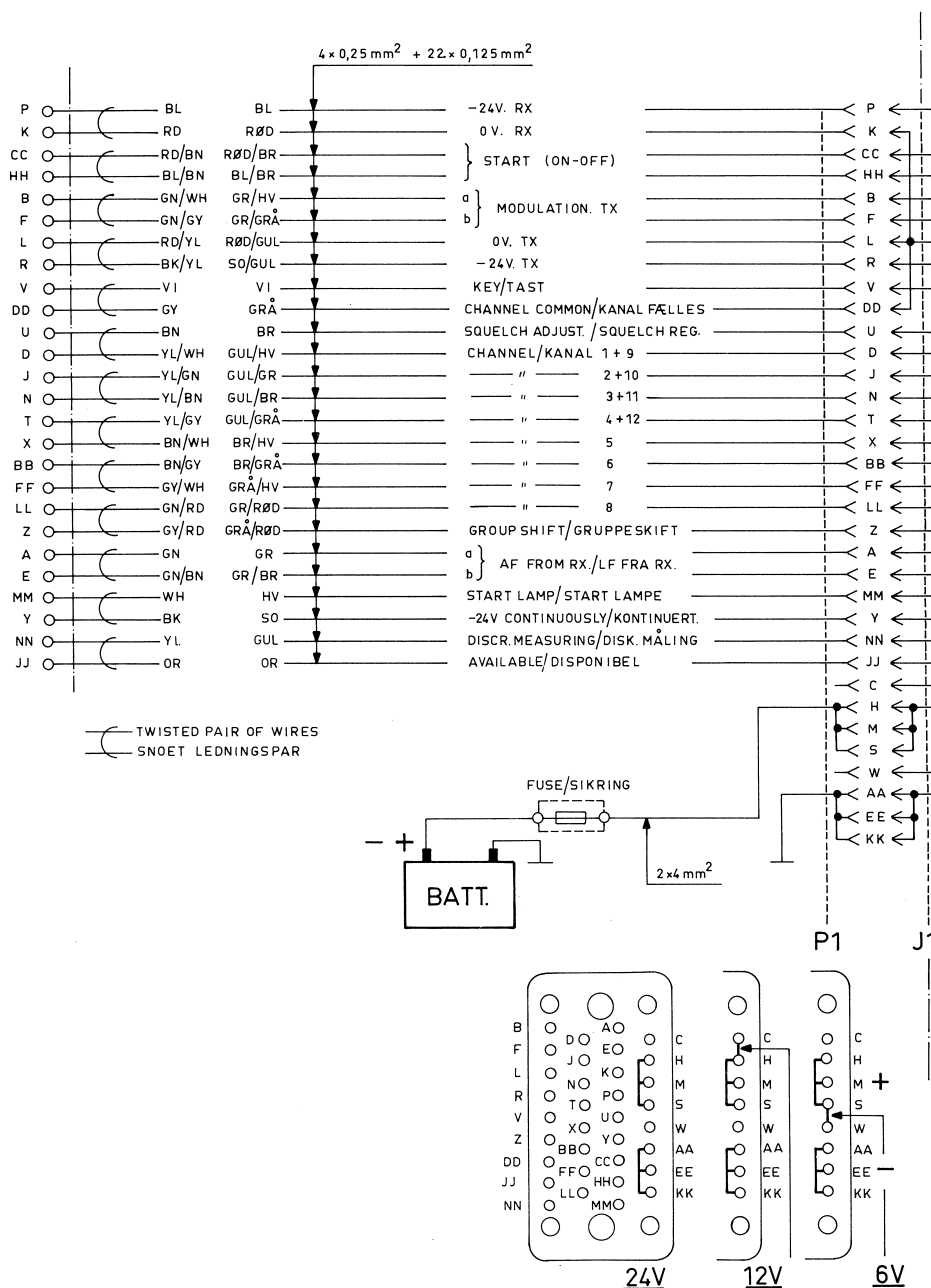 4 × 0,25 mm² + 22 × 0,125 mm²
P BL BL −24V. RX P
K RD RØD 0 V. RX K
CC RD/BN RØD/BR START (ON-OFF) CC
HH BL/BN BL/BR HH
B GN/WH GR/HV a MODULATION. TX B
F GN/GY GR/GRÅ b F
L RD/YL RØD/GUL 0V. TX L
R BK/YL SO/GUL −24V. TX R
V VI VI KEY/TAST V
DD GY GRÅ CHANNEL COMMON/KANAL FÆLLES DD
U BN BR SQUELCH ADJUST. /SQUELCH REG. U
D YL/WH GUL/HV CHANNEL/KANAL 1 + 9 D
J YL/GN GUL/GR — " — 2 +10 J
N YL/BN GUL/BR — " — 3 +11 N
T YL/GY GUL/GRÅ — " — 4 +12 T
X BN/WH BR/HV — " — 5 X
BB BN/GY BR/GRÅ — " — 6 BB
FF GY/WH GRÅ/HV — " — 7 FF
LL GN/RD GR/RØD — " — 8 LL
Z GY/RD GRÅ/RØD GROUP SHIFT/GRUPPESKIFT Z
A GN GR a AF FROM RX./LF FRA RX. A
E GN/BN GR/BR b E
MM WH HV START LAMP/START LAMPE MM
Y BK SO -24V CONTINUOUSLY/KONTINUERT. Y
NN YL GUL DISCR. MEASURING/DISK. MÅLING NN
JJ OR OR AVAILABLE/DISPONIBEL JJ
C
H
M
S
W
AA
EE
KK
TWISTED PAIR OF WIRES
SNOET LEDNINGSPAR
FUSE/SIKRING
− +
BATT.
2×4 mm²
P1 J1
B A
D C C C
F E
J H H H
L K
N M M M +
R P
T S S S
V U
X W W W
Z Y
BB AA AA AA
DD CC
FF EE EE EE −
JJ HH
LL KK KK KK
NN MM
24V 12V 6V